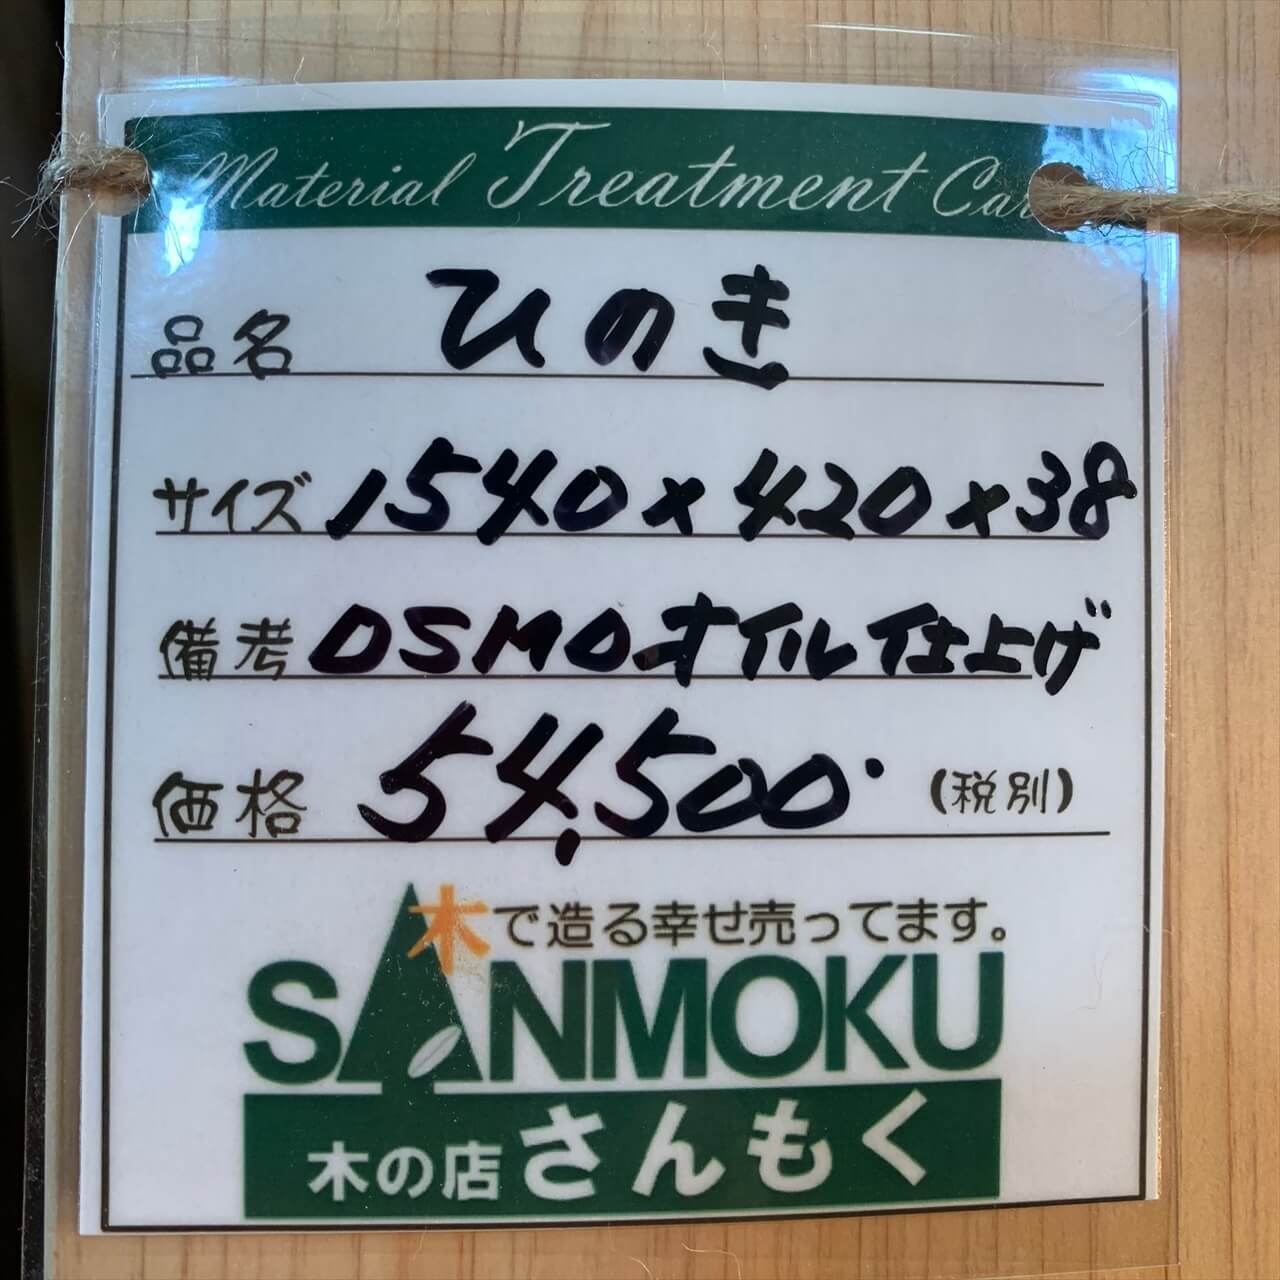 Material Treatment Car
品名 ひのき
サイズ 1540×420×38
備考 OSMOオイル仕上げ
価格 54,500・ (税別)
木で造る幸せ売ってます。
SANMOKU
木の店さんもく